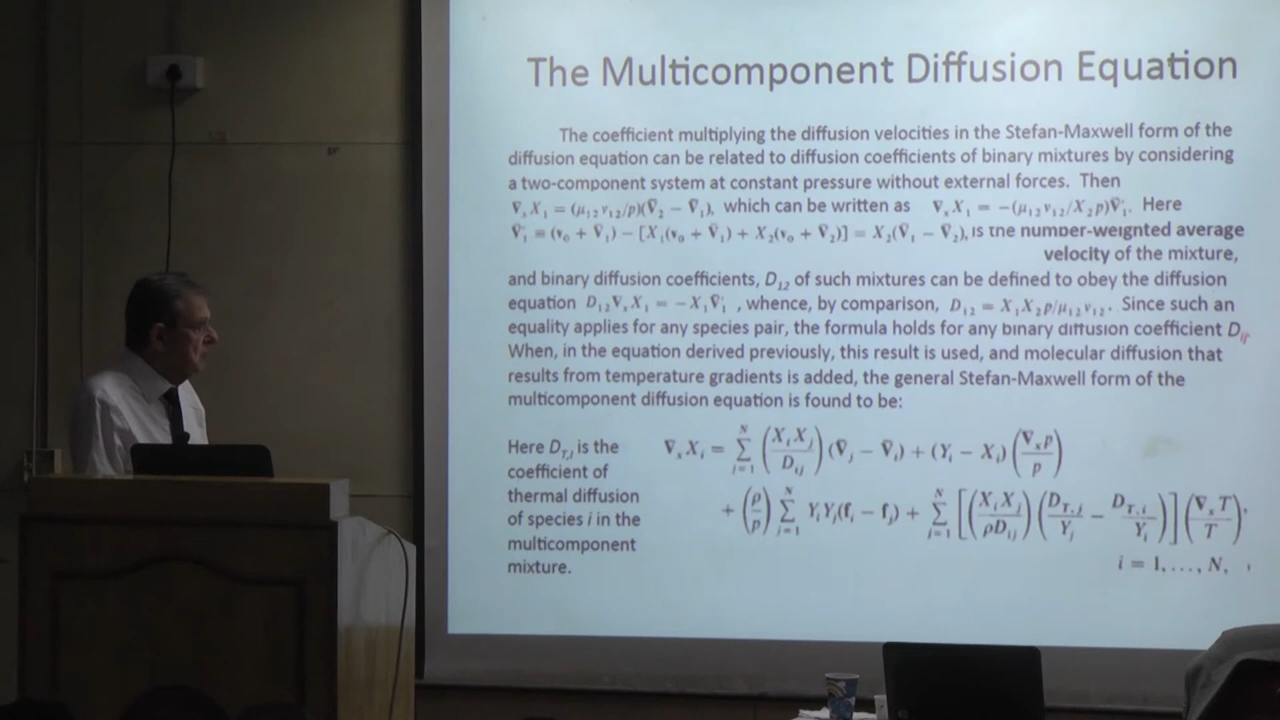 The Multicomponent Diffusion Equation
The coefficient multiplying the diffusion velocities in the Stefan-Maxwell form of the
diffusion equation can be related to diffusion coefficients of binary mixtures by considering
a two-component system at constant pressure without external forces. Then
∇ₓX₁ = (μ₁₂ν₁₂/p)(V̄₂ − V̄₁), which can be written as ∇ₓX₁ = −(μ₁₂ν₁₂/X₂p)V̄₁′. Here
V̄₁′ ≡ (v₀ + V̄₁) − [X₁(v₀ + V̄₁) + X₂(v₀ + V̄₂)] = X₂(V̄₁ − V̄₂), is the number-weighted average
velocity of the mixture,
and binary diffusion coefficients, D₁₂ of such mixtures can be defined to obey the diffusion
equation D₁₂∇ₓX₁ = −X₁V̄₁′ , whence, by comparison, D₁₂ = X₁X₂p/μ₁₂ν₁₂. Since such an
equality applies for any species pair, the formula holds for any binary diffusion coefficient Dᵢⱼ.
When, in the equation derived previously, this result is used, and molecular diffusion that
results from temperature gradients is added, the general Stefan-Maxwell form of the
multicomponent diffusion equation is found to be:
Here D_T,i is the
coefficient of
thermal diffusion
of species i in the
multicomponent
mixture.
∇ₓXᵢ = Σ_{j=1}^{N} (XᵢXⱼ/Dᵢⱼ)(V̄ⱼ − V̄ᵢ) + (Yᵢ − Xᵢ)(∇ₓp/p)
+ (ρ/p) Σ_{j=1}^{N} YᵢYⱼ(fᵢ − fⱼ) + Σ_{j=1}^{N} [(XᵢXⱼ/ρDᵢⱼ)(D_T,j/Yⱼ − D_T,i/Yᵢ)](∇ₓT/T),
i = 1, . . . , N,